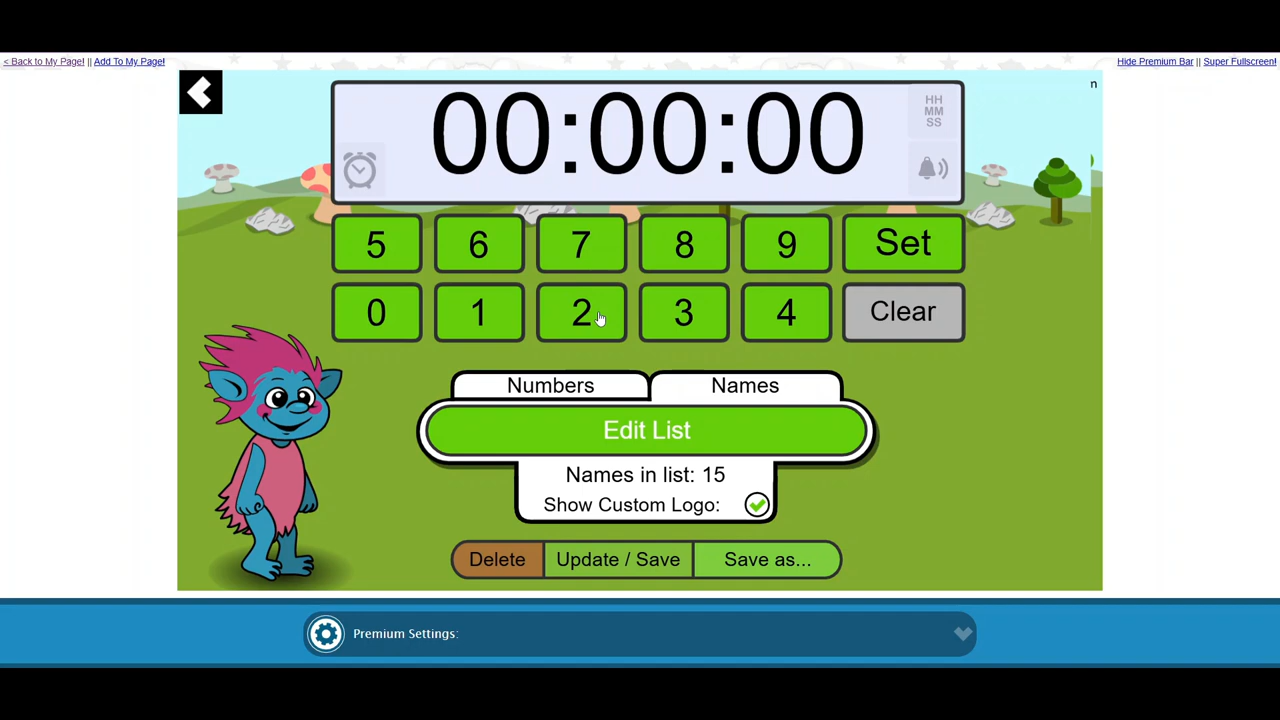 < Back to My Page! || Add To My Page!
Hide Premium Bar || Super Fullscreen!
n
00:00:00
HH
MM
SS
5 6 7 8 9 Set
0 1 2 3 4 Clear
Numbers Names
Edit List
Names in list: 15
Show Custom Logo:
Delete Update / Save Save as...
Premium Settings: